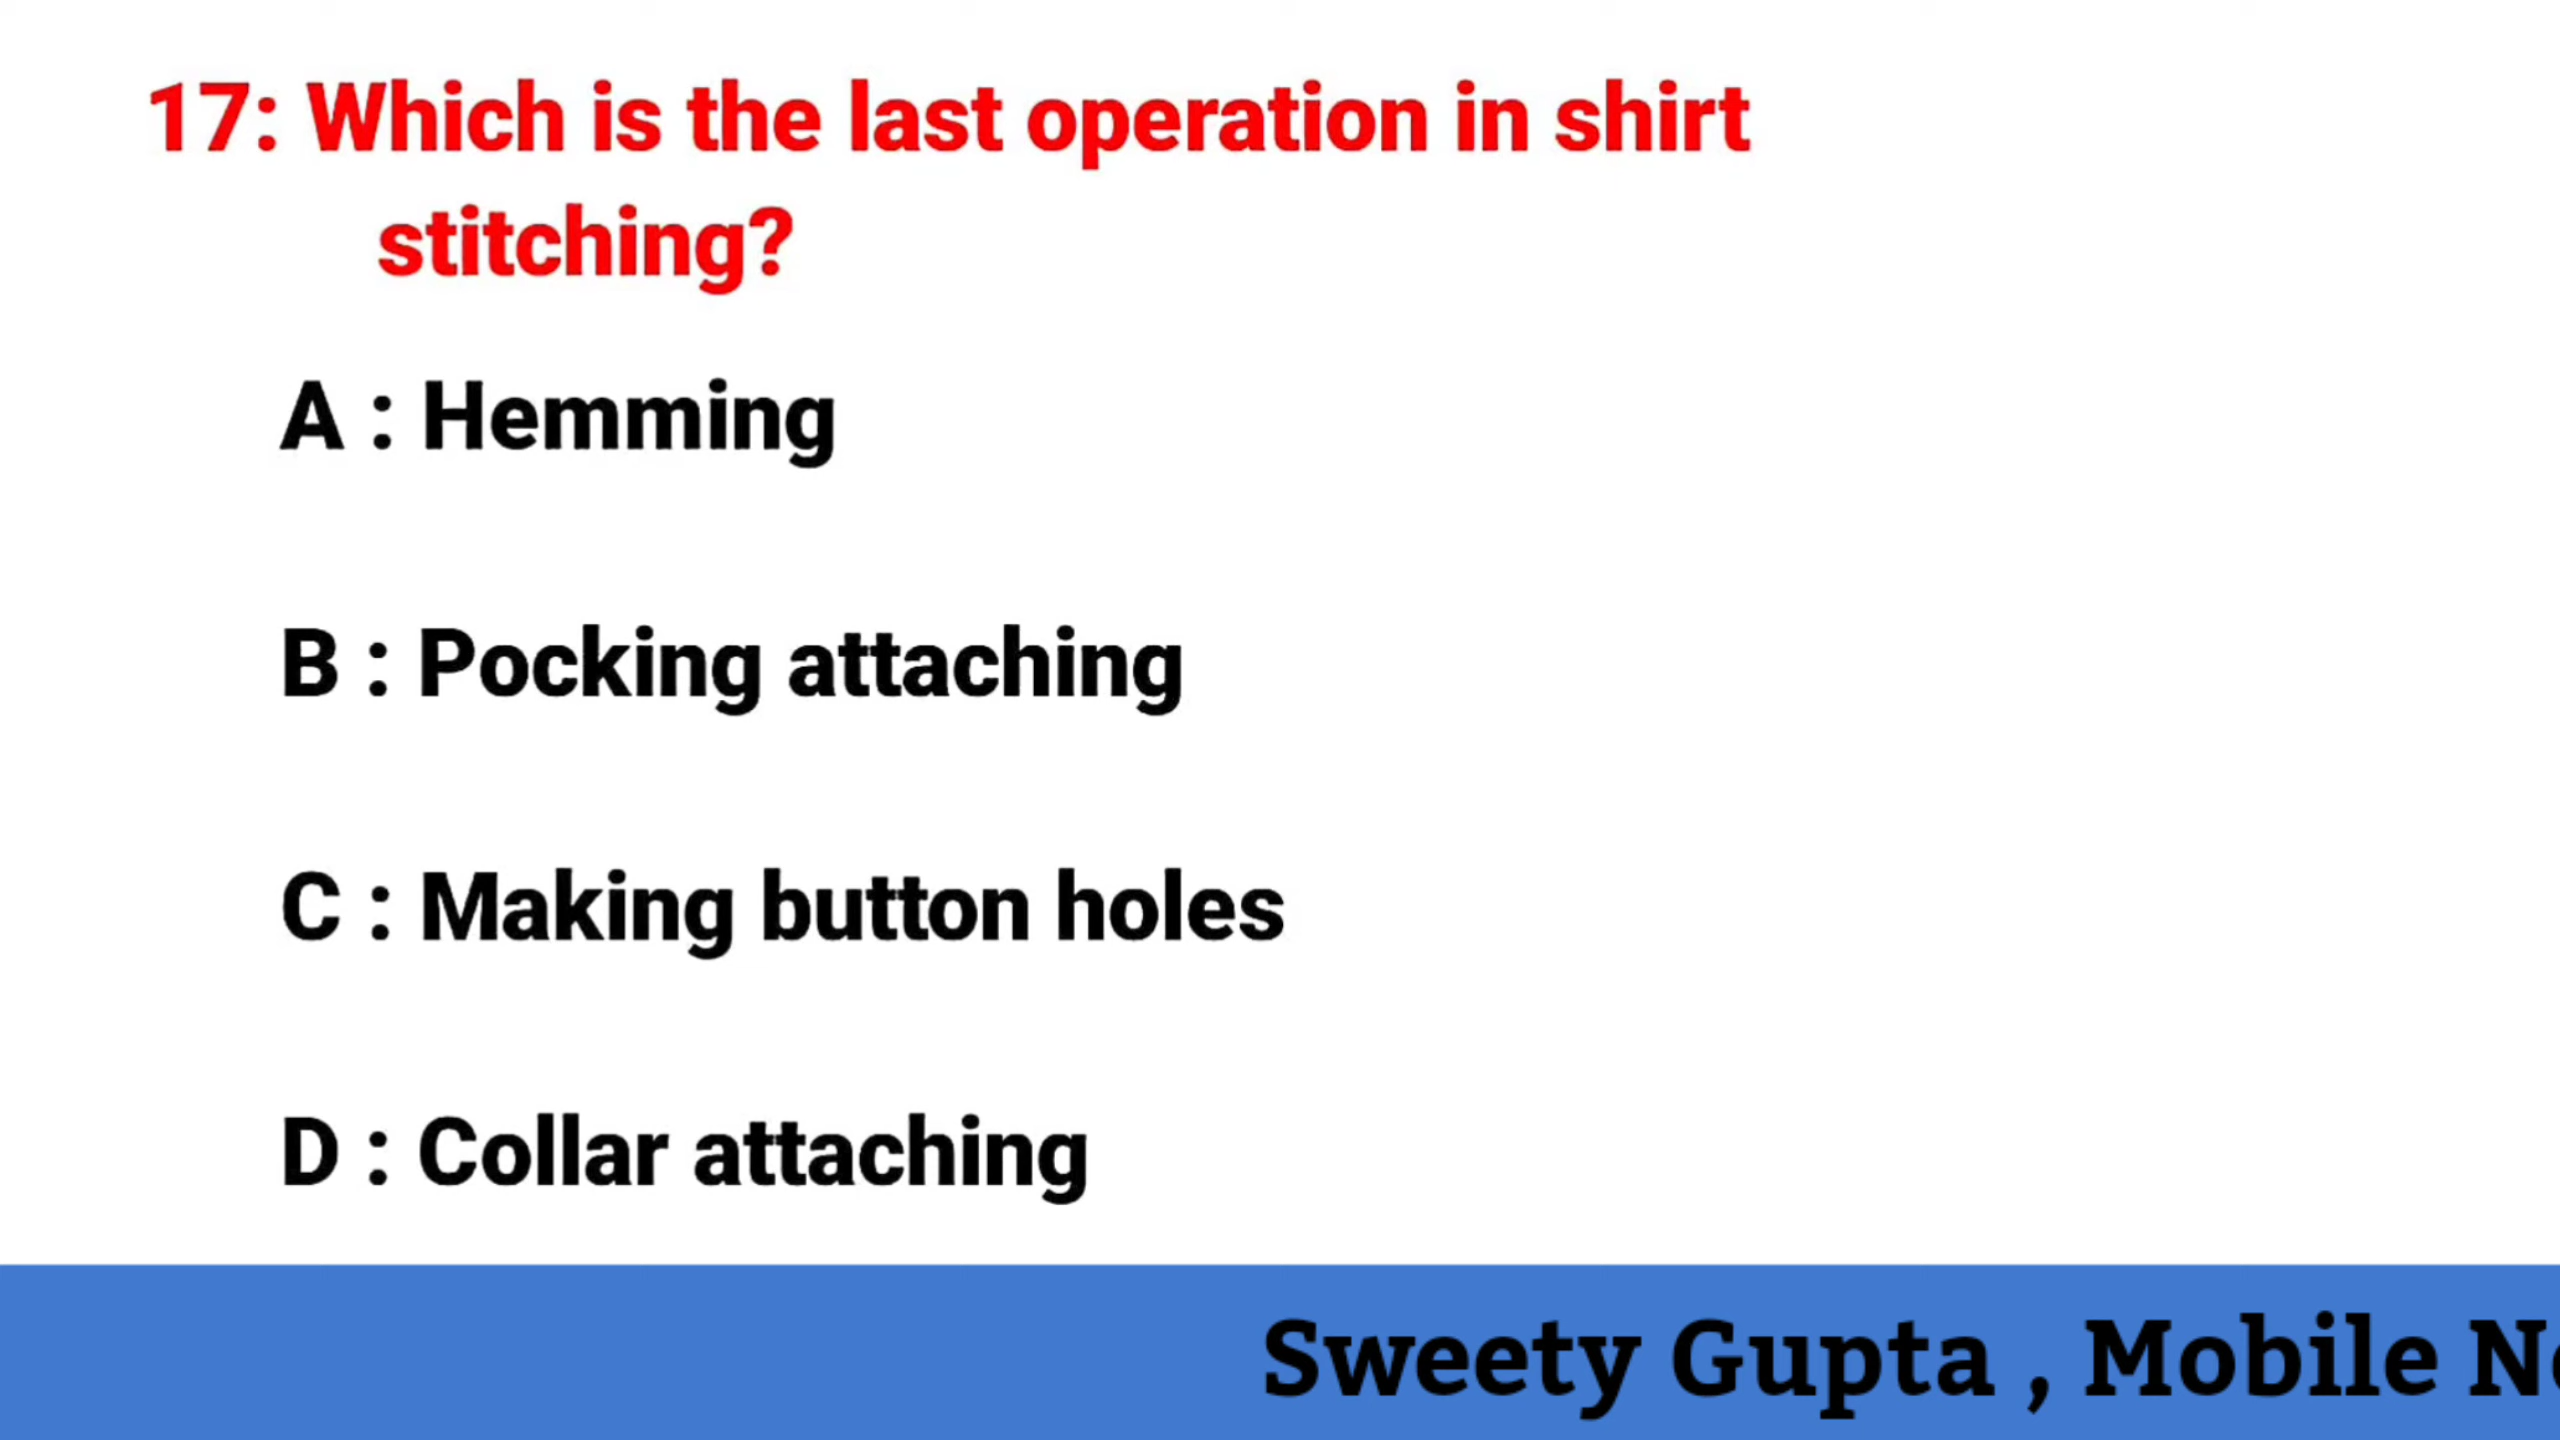 17: Which is the last operation in shirt
stitching?
A : Hemming
B : Pocking attaching
C : Making button holes
D : Collar attaching
Sweety Gupta , Mobile